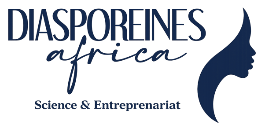 DIASPOREINES
africa
Science & Entreprenariat